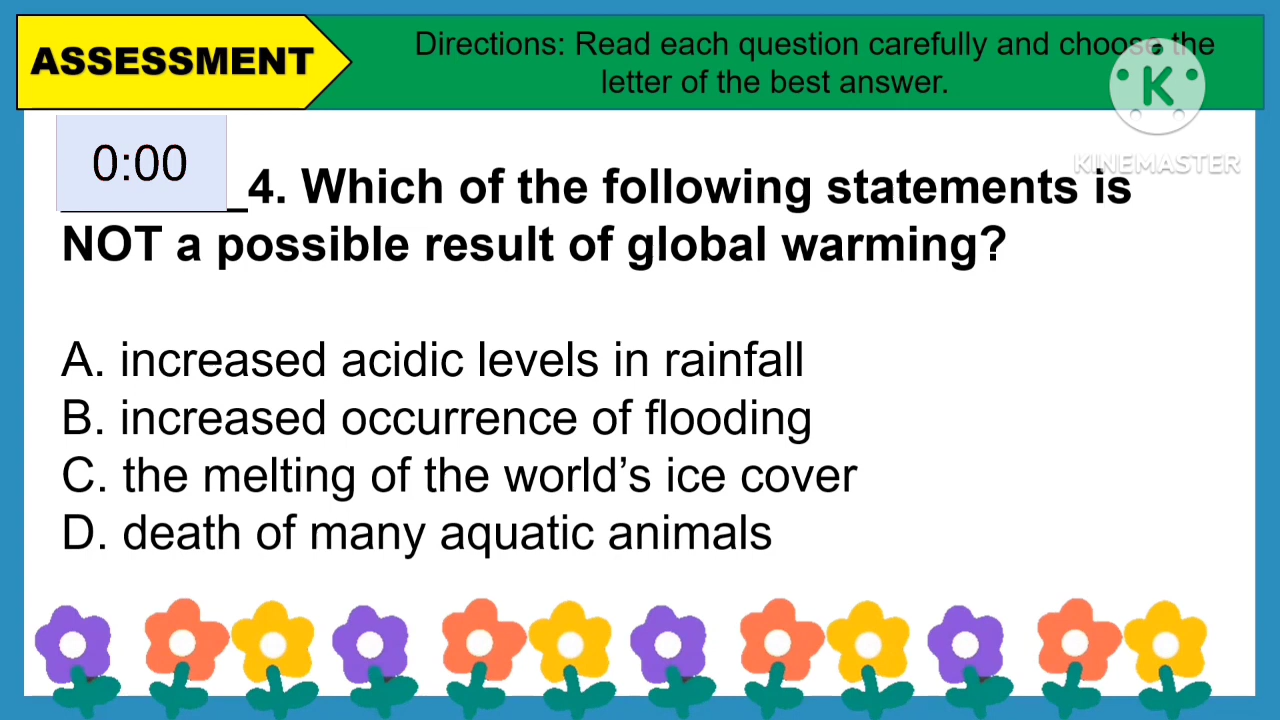 ASSESSMENT
Directions: Read each question carefully and choose the
letter of the best answer.
K
KINEMASTER
0:00
_4. Which of the following statements is
NOT a possible result of global warming?
A. increased acidic levels in rainfall
B. increased occurrence of flooding
C. the melting of the world’s ice cover
D. death of many aquatic animals